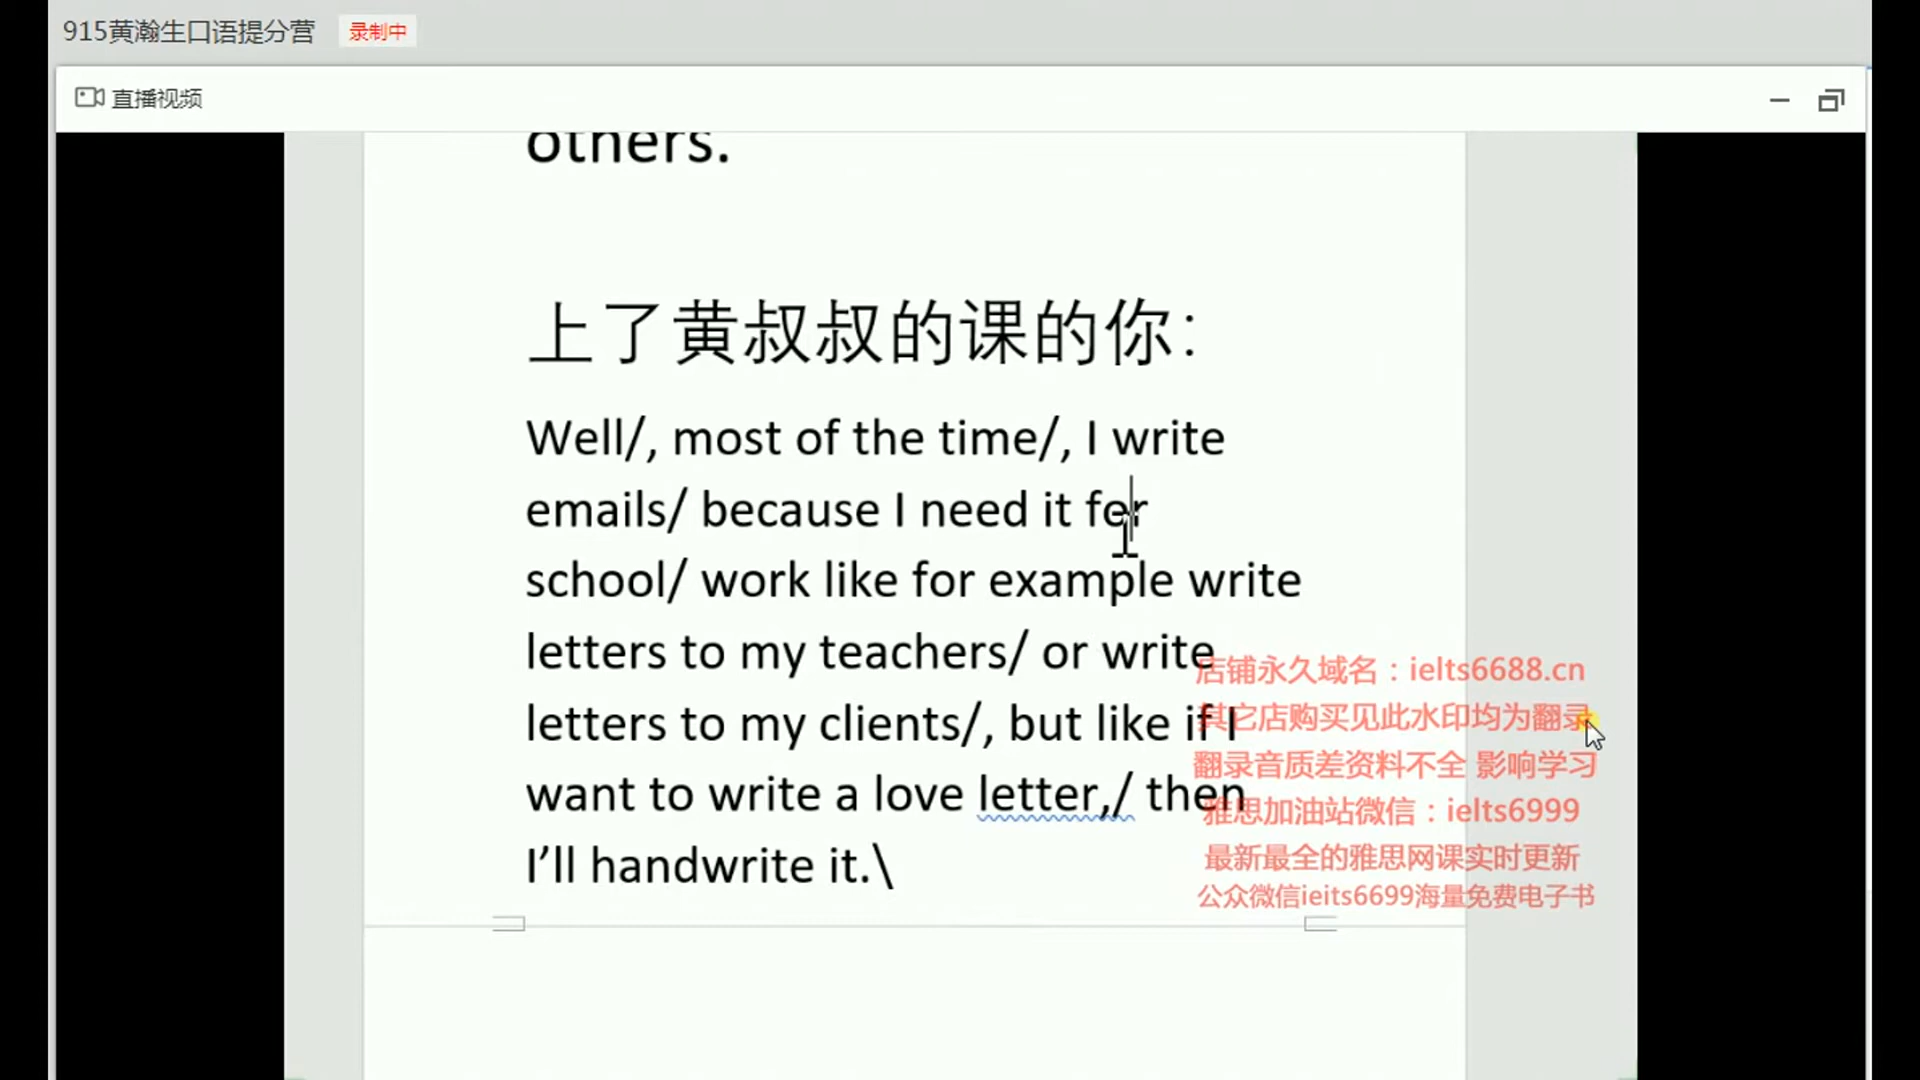 915黄瀚生口语提分营 录制中
直播视频
others.
上了黄叔叔的课的你:
Well/, most of the time/, I write
emails/ because I need it for
school/ work like for example write
letters to my teachers/ or write
letters to my clients/, but like if I
want to write a love letter,/ then
I’ll handwrite it.\
店铺永久域名：ielts6688.cn
其它店购买见此水印均为翻录
翻录音质差资料不全 影响学习
雅思加油站微信：ielts6999
最新最全的雅思网课实时更新
公众微信ieits6699海量免费电子书